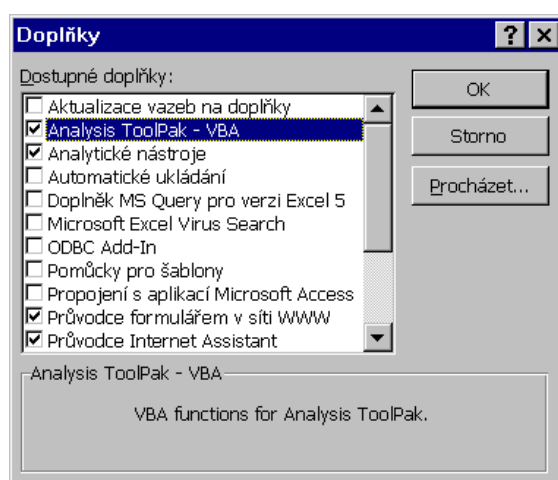 Doplňky
Dostupné doplňky:
Aktualizace vazeb na doplňky
Analysis ToolPak - VBA
Analytické nástroje
Automatické ukládání
Doplněk MS Query pro verzi Excel 5
Microsoft Excel Virus Search
ODBC Add-In
Pomůcky pro šablony
Propojení s aplikací Microsoft Access
Průvodce formulářem v síti WWW
Průvodce Internet Assistant
OK
Storno
Procházet...
Analysis ToolPak - VBA
VBA functions for Analysis ToolPak.